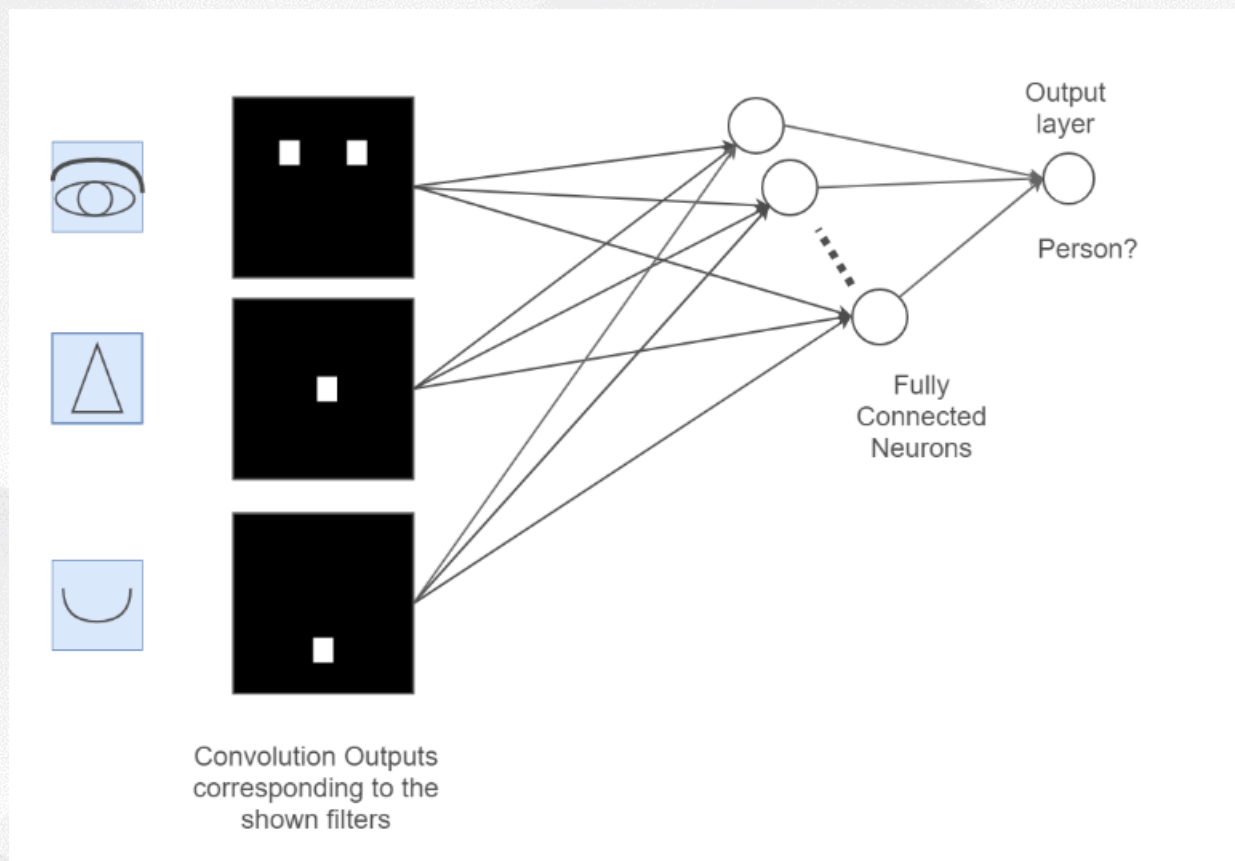 Output
layer
Person?
Fully
Connected
Neurons
Convolution Outputs
corresponding to the
shown filters